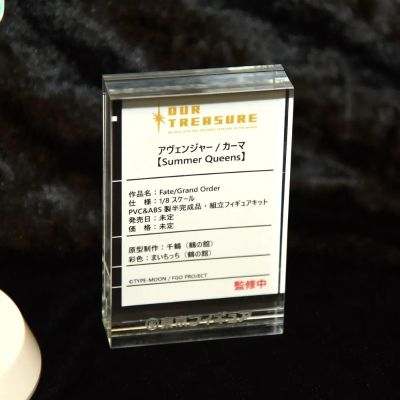 OUR
TREASURE
アヴェンジャー / カーマ
【Summer Queens】
作品名：Fate/Grand Order
仕　様：1/8 スケール
PVC&ABS 製半完成品・組立フィギュアキット
発売日：未定
価　格：未定
原型制作：千鶴（鶴の館）
彩色：まいちっち（鶴の館）
©TYPE-MOON / FGO PROJECT
監修中